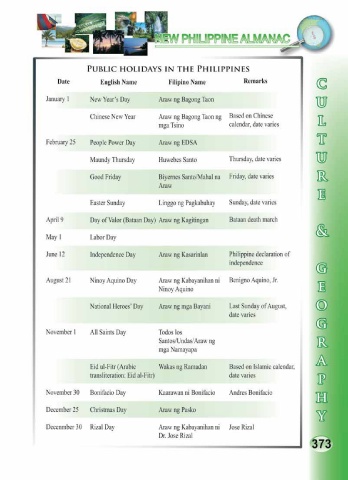 NEW PHILIPPINE ALMANAC
PUBLIC HOLIDAYS IN THE PHILIPPINES
Date English Name Filipino Name Remarks
January 1 New Year's Day Araw ng Bagong Taon
Chinese New Year Araw ng Bagong Taon ng Based on Chinese
mga Tsino calendar, date varies
February 25 People Power Day Araw ng EDSA
Maundy Thursday Huwebes Santo Thursday, date varies
Good Friday Biyernes Santo/Mahal na Friday, date varies
Araw
Easter Sunday Linggo ng Pagkabuhay Sunday, date varies
April 9 Day of Valor (Bataan Day) Araw ng Kagitingan Bataan death march
May 1 Labor Day
June 12 Independence Day Araw ng Kasarinlan Philippine declaration of
independence
August 21 Ninoy Aquino Day Araw ng Kabayanihan ni Benigno Aquino, Jr.
Ninoy Aquino
National Heroes' Day Araw ng mga Bayani Last Sunday of August,
date varies
November 1 All Saints Day Todos los
Santos/Undas/Araw ng
mga Namayapa
Eid al-Fitr (Arabic Wakas ng Ramadan Based on Islamic calendar,
transliteration: Eid al-Fitr) date varies
November 30 Bonifacio Day Kaarawan ni Bonifacio Andres Bonifacio
December 25 Christmas Day Araw ng Pasko
Decennber 30 Rizal Day Araw ng Kabayanihan ni Jose Rizal
Dr. Jose Rizal
CULTURE & GEOGRAPHY
373